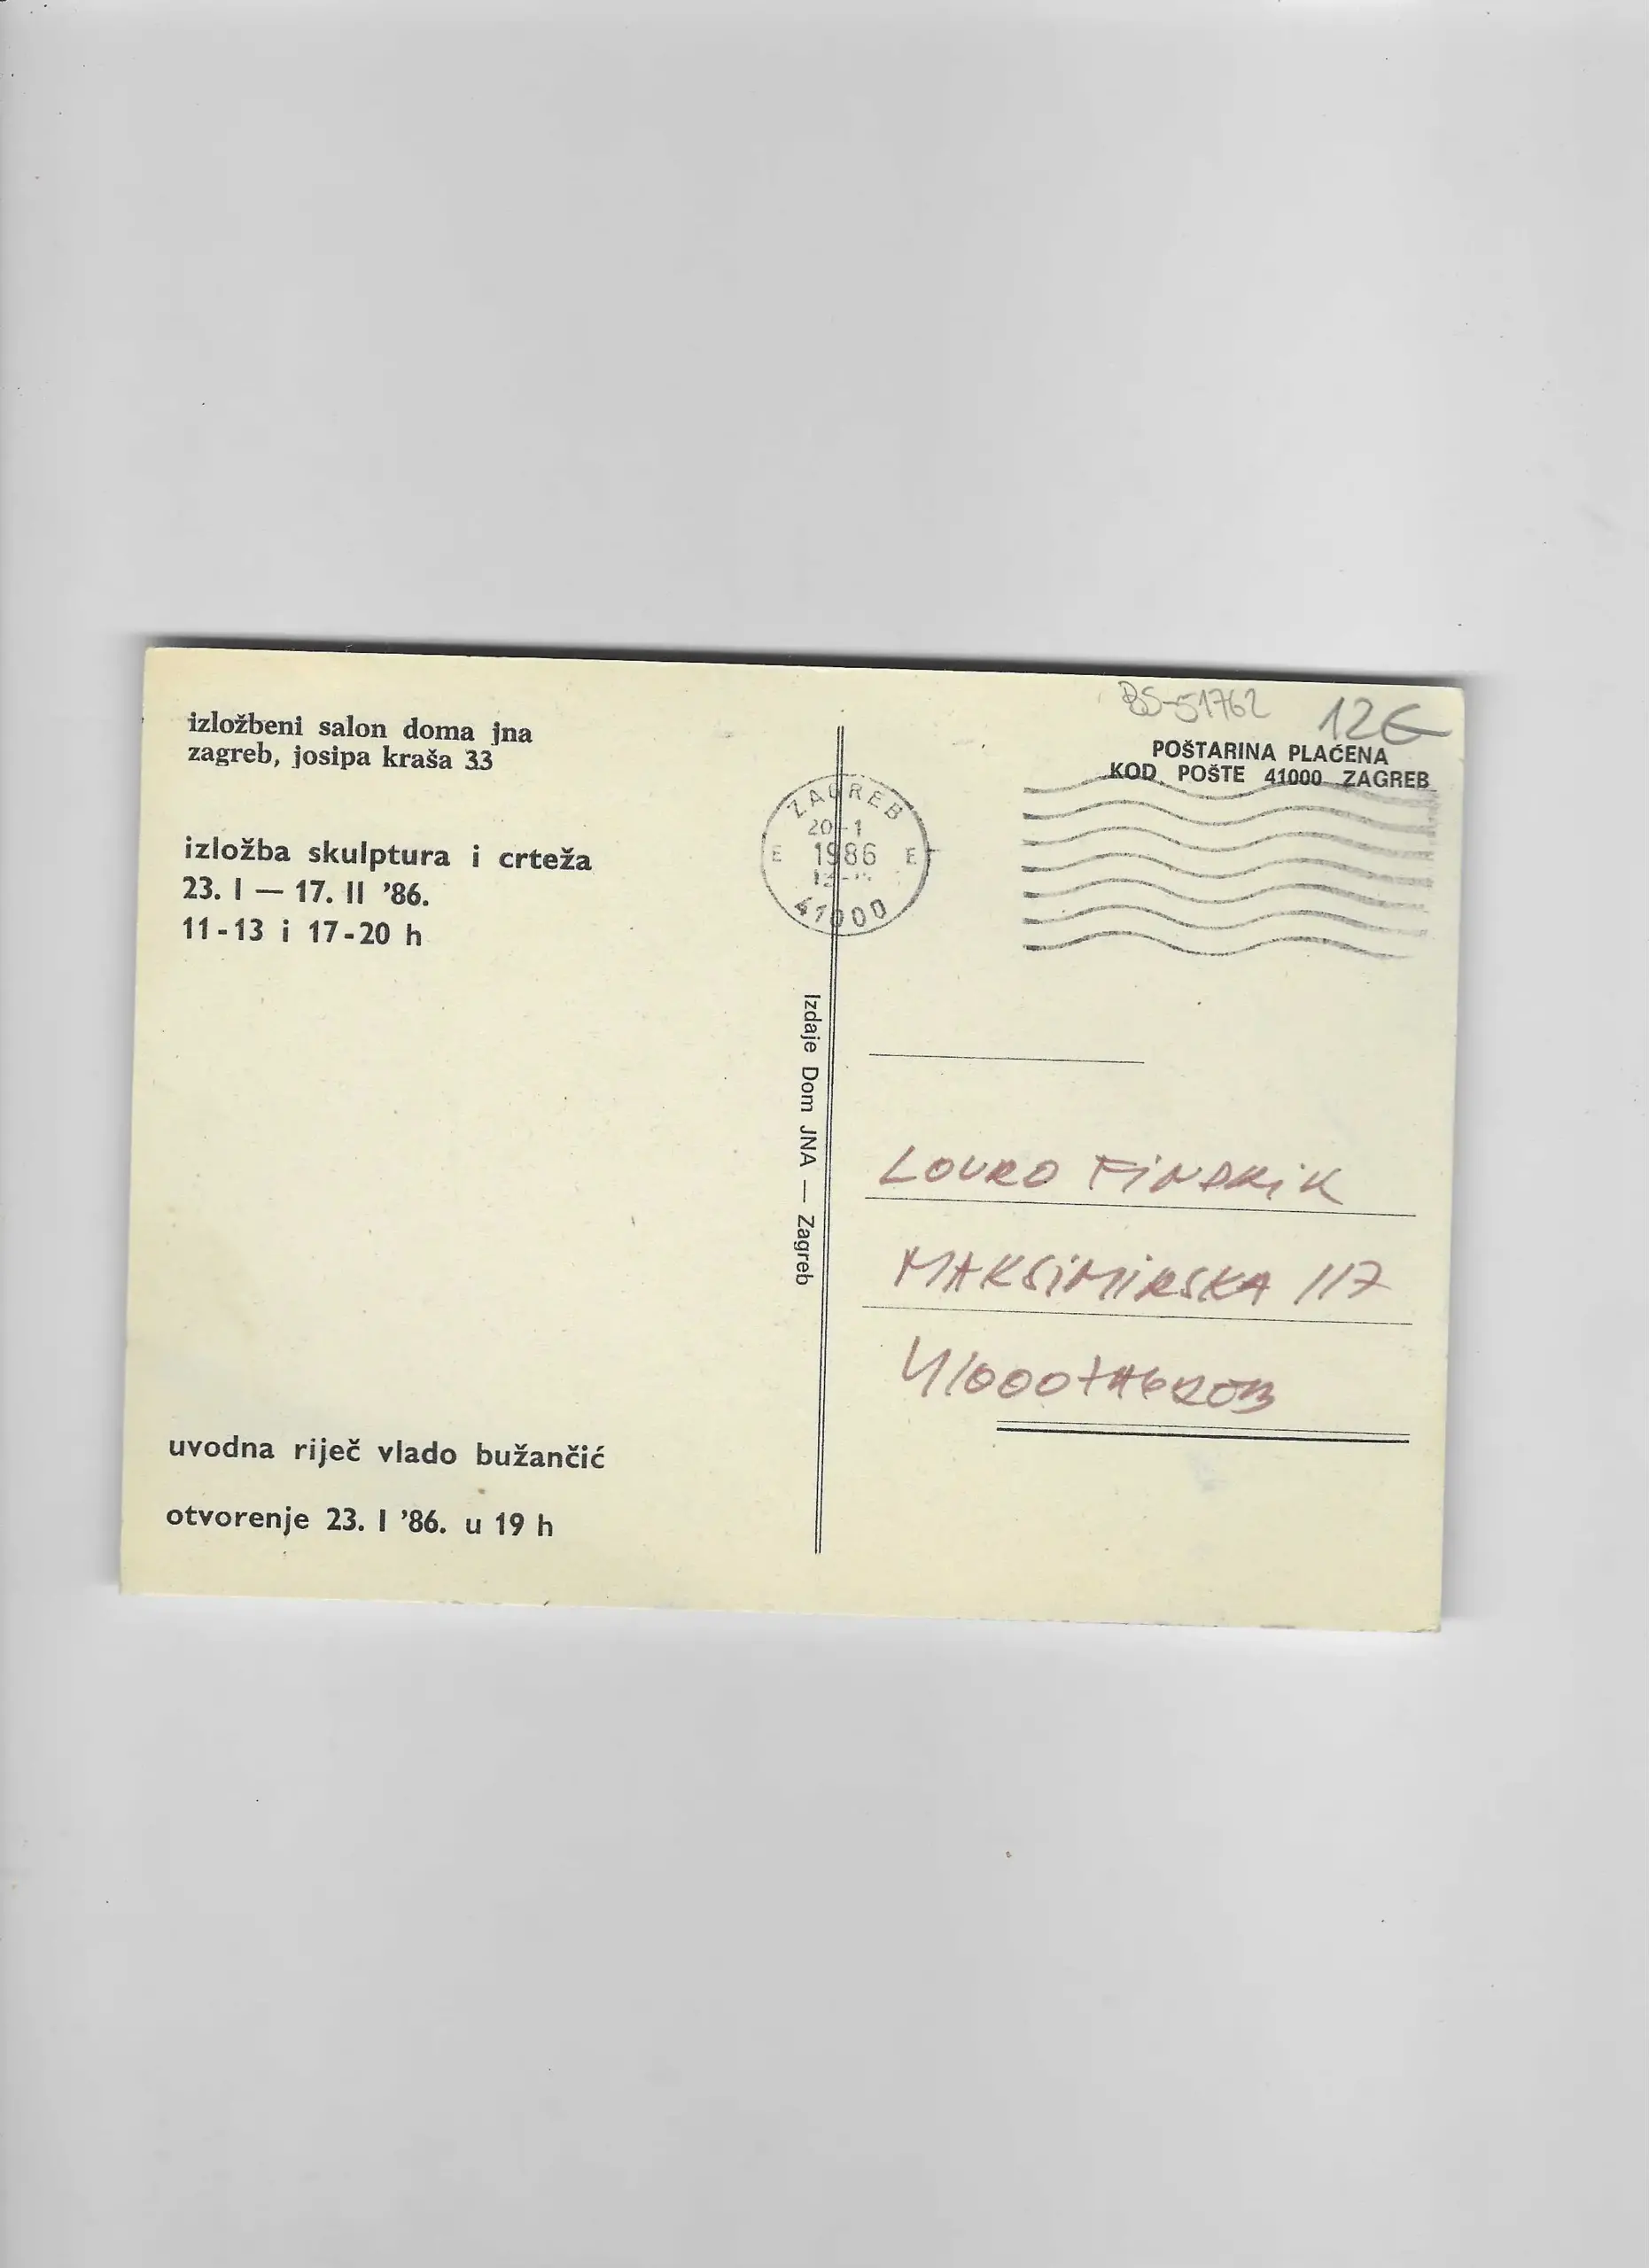 izložbeni salon doma jna
zagreb, josipa kraša 33
izložba skulptura i crteža
23. I — 17. II ’86.
11-13 i 17-20 h
uvodna riječ vlado bužančić
otvorenje 23. I ’86. u 19 h
Izdaje Dom JNA — Zagreb
BS-51762 12€
POŠTARINA PLAĆENA
KOD POŠTE 41000 ZAGREB
ZAGREB
20-1
E 1986 E
41000
LOVRO FINDRIK
MAKSIMIRSKA 117
41000 ZAGREB